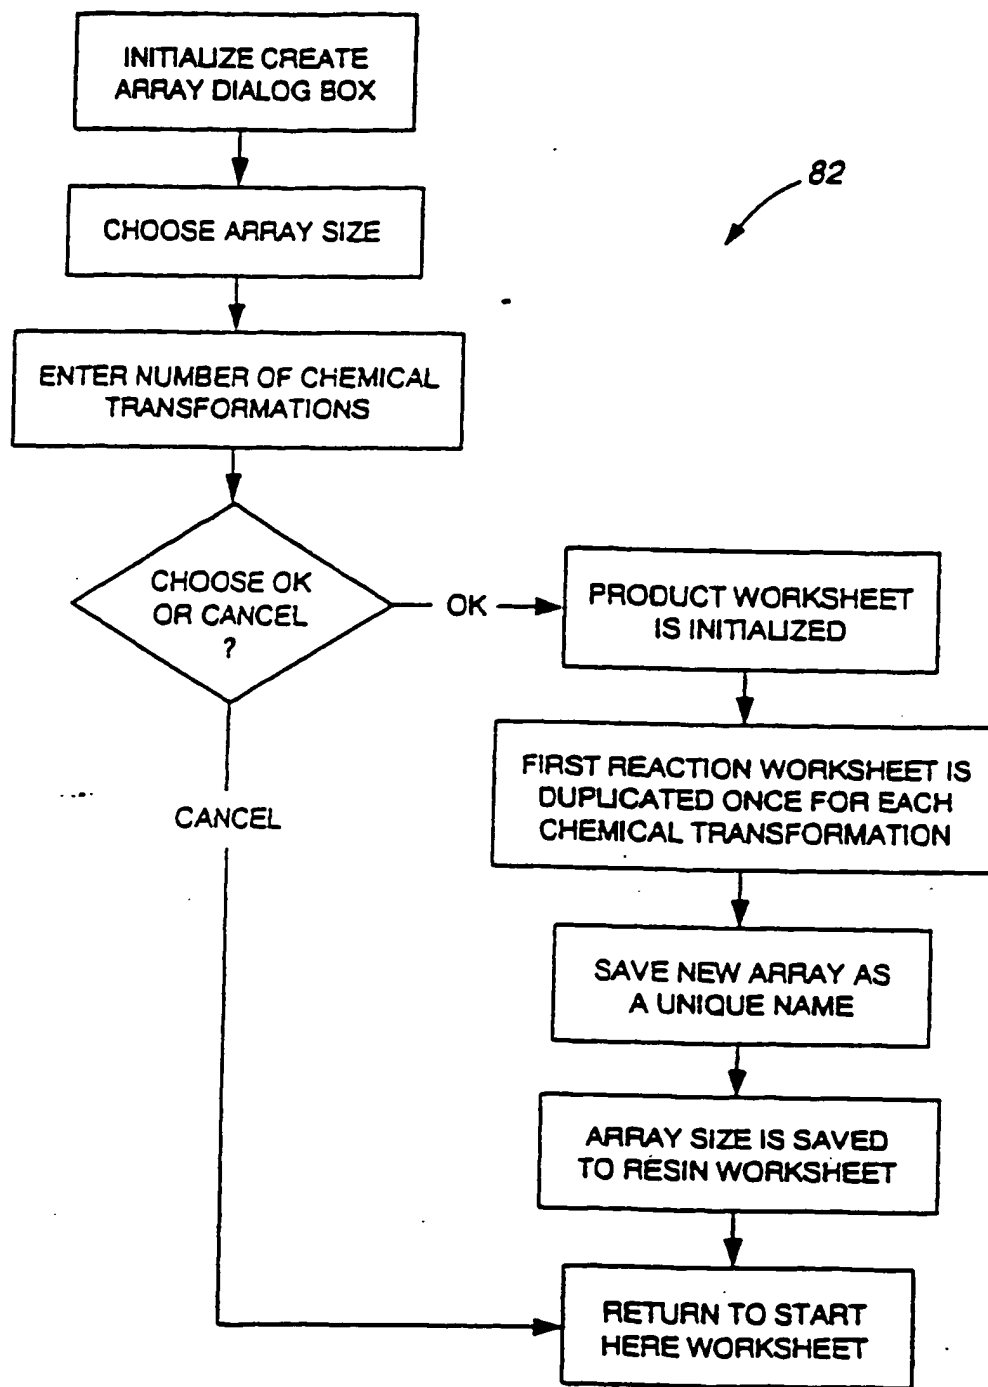 INITIALIZE CREATE
ARRAY DIALOG BOX
82
CHOOSE ARRAY SIZE
ENTER NUMBER OF CHEMICAL
TRANSFORMATIONS
CHOOSE OK
OR CANCEL
?
OK
PRODUCT WORKSHEET
IS INITIALIZED
FIRST REACTION WORKSHEET IS
DUPLICATED ONCE FOR EACH
CHEMICAL TRANSFORMATION
CANCEL
SAVE NEW ARRAY AS
A UNIQUE NAME
ARRAY SIZE IS SAVED
TO RESIN WORKSHEET
RETURN TO START
HERE WORKSHEET